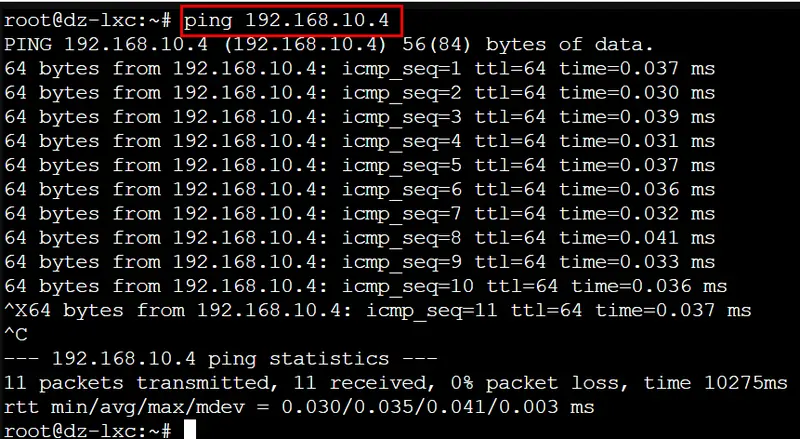 root@dz-lxc:~# ping 192.168.10.4
PING 192.168.10.4 (192.168.10.4) 56(84) bytes of data.
64 bytes from 192.168.10.4: icmp_seq=1 ttl=64 time=0.037 ms
64 bytes from 192.168.10.4: icmp_seq=2 ttl=64 time=0.030 ms
64 bytes from 192.168.10.4: icmp_seq=3 ttl=64 time=0.039 ms
64 bytes from 192.168.10.4: icmp_seq=4 ttl=64 time=0.031 ms
64 bytes from 192.168.10.4: icmp_seq=5 ttl=64 time=0.037 ms
64 bytes from 192.168.10.4: icmp_seq=6 ttl=64 time=0.036 ms
64 bytes from 192.168.10.4: icmp_seq=7 ttl=64 time=0.032 ms
64 bytes from 192.168.10.4: icmp_seq=8 ttl=64 time=0.041 ms
64 bytes from 192.168.10.4: icmp_seq=9 ttl=64 time=0.033 ms
64 bytes from 192.168.10.4: icmp_seq=10 ttl=64 time=0.036 ms
^X64 bytes from 192.168.10.4: icmp_seq=11 ttl=64 time=0.037 ms
^C
--- 192.168.10.4 ping statistics ---
11 packets transmitted, 11 received, 0% packet loss, time 10275ms
rtt min/avg/max/mdev = 0.030/0.035/0.041/0.003 ms
root@dz-lxc:~#